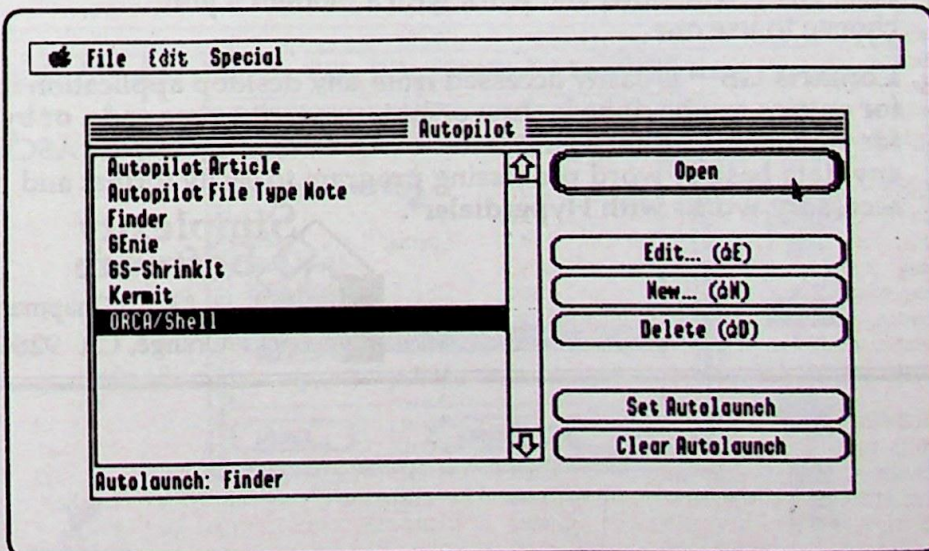 File Edit Special
Autopilot
Autopilot Article
Autopilot File Type Note
Finder
GEnie
GS-ShrinkIt
Kermit
ORCA/Shell
Autolaunch: Finder
Open
Edit... (E)
New... (N)
Delete (D)
Set Autolaunch
Clear Autolaunch